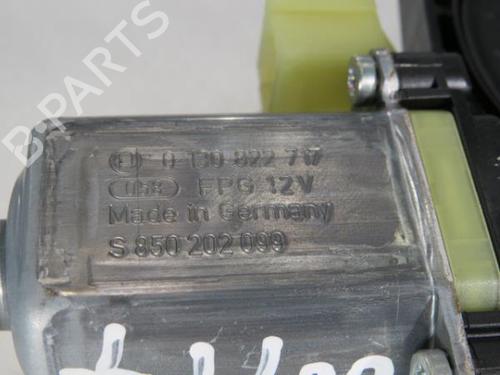 B PARTS
0 130 822 717
FPG 12V
Made in Germany
S 850 202 099